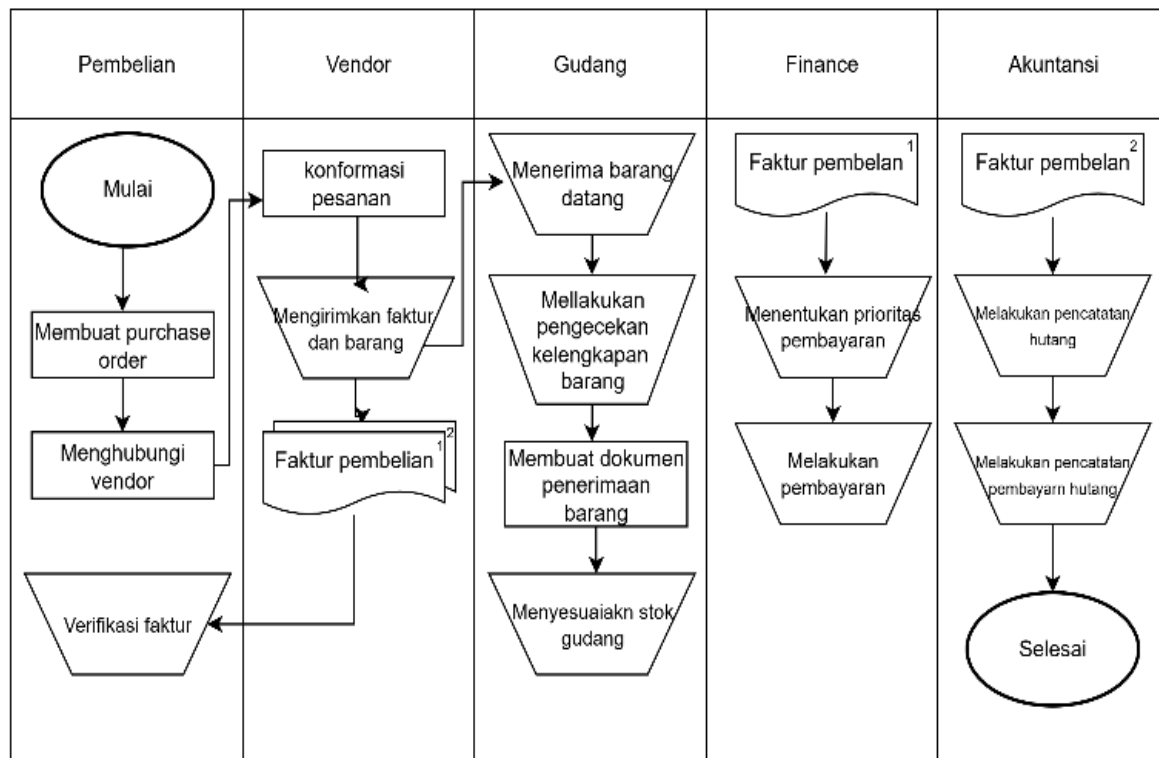 Pembelian
Vendor
Gudang
Finance
Akuntansi
Mulai
Membuat purchase
order
Menghubungi
vendor
Verifikasi faktur
konformasi
pesanan
Mengirimkan faktur
dan barang
Faktur pembelian
1
2
Menerima barang
datang
Mellakukan
pengecekan
kelengkapan
barang
Membuat dokumen
penerimaan
barang
Menyesuaiakn stok
gudang
Faktur pembelan
1
Menentukan prioritas
pembayaran
Melakukan
pembayaran
Faktur pembelan
2
Melakukan pencatatan
hutang
Melakukan pencatatan
pembayarn hutang
Selesai